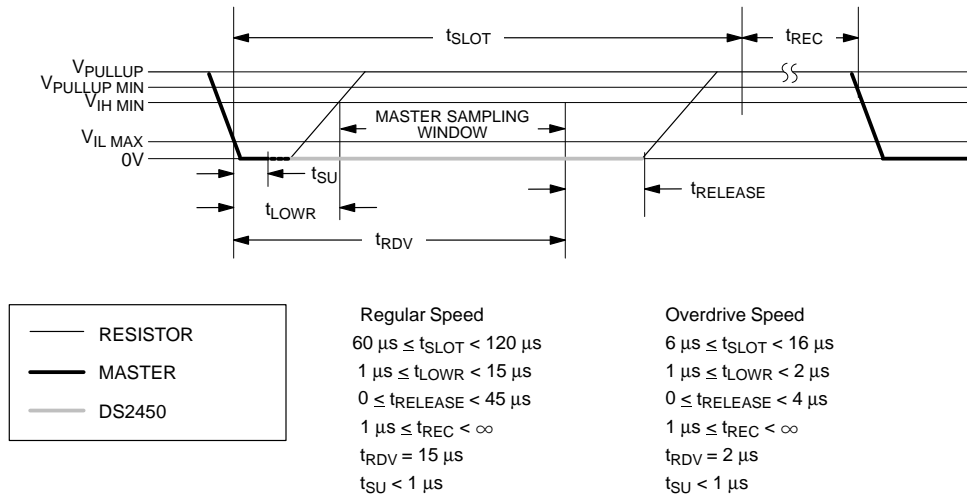 tSLOT
tREC
VPULLUP
VPULLUP MIN
VIH MIN
MASTER SAMPLING
WINDOW
VIL MAX
0V
tSU
tRELEASE
tLOWR
tRDV
RESISTOR
MASTER
DS2450
Regular Speed
60 µs ≤ tSLOT < 120 µs
1 µs ≤ tLOWR < 15 µs
0 ≤ tRELEASE < 45 µs
1 µs ≤ tREC < ∞
tRDV = 15 µs
tSU < 1 µs
Overdrive Speed
6 µs ≤ tSLOT < 16 µs
1 µs ≤ tLOWR < 2 µs
0 ≤ tRELEASE < 4 µs
1 µs ≤ tREC < ∞
tRDV = 2 µs
tSU < 1 µs